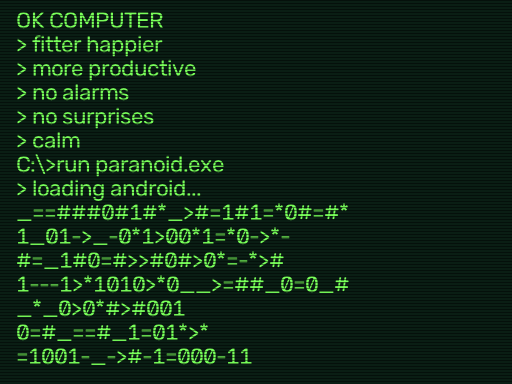 OK COMPUTER
> fitter happier
> more productive
> no alarms
> no surprises
> calm
C:\>run paranoid.exe
> loading android...
_==###0#1#*_>#=1#1=*0#=#*
1_01->_-0*1>00*1=*0->*-
#=_1#0=#>>#0#>0*=-*>#
1---1>*1010>*0__>=##_0=0_#
_*_0>0*#>#001
0=#_==#_1=01*>*
=1001-_->#-1=000-11